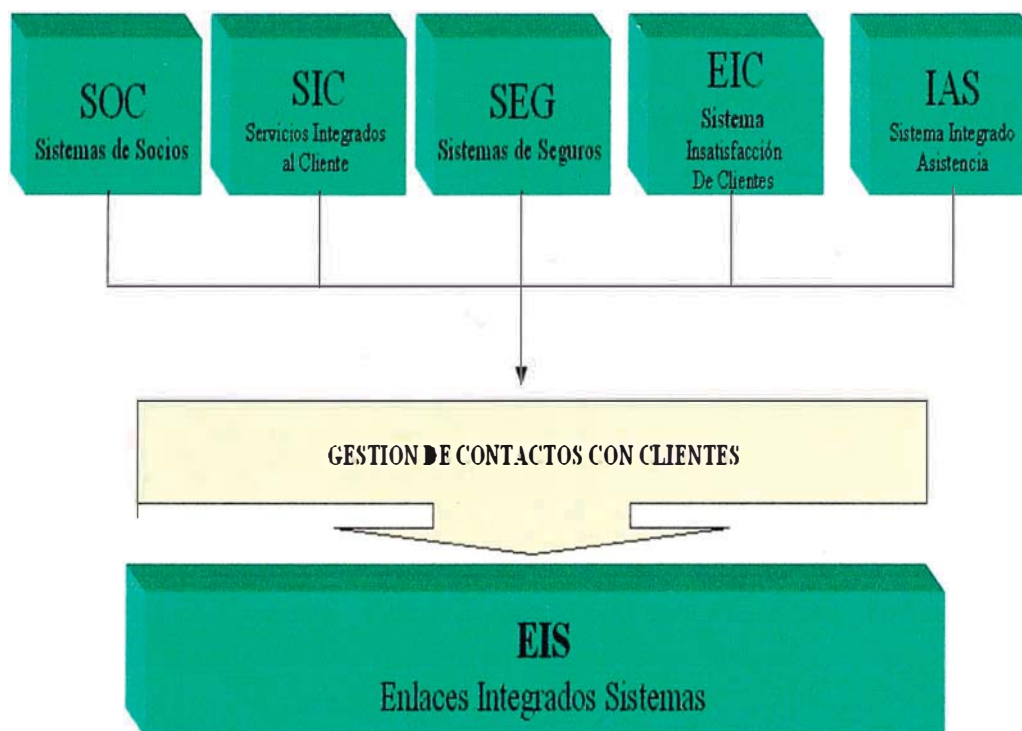 SOC
Sistemas de Socios
SIC
Servicios Integrados
al Cliente
SEG
Sistemas de Seguros
EIC
Sistema
Insatisfacción
De Clientes
IAS
Sistema Integrado
Asistencia
GESTION DE CONTACTOS CON CLIENTES
EIS
Enlaces Integrados Sistemas